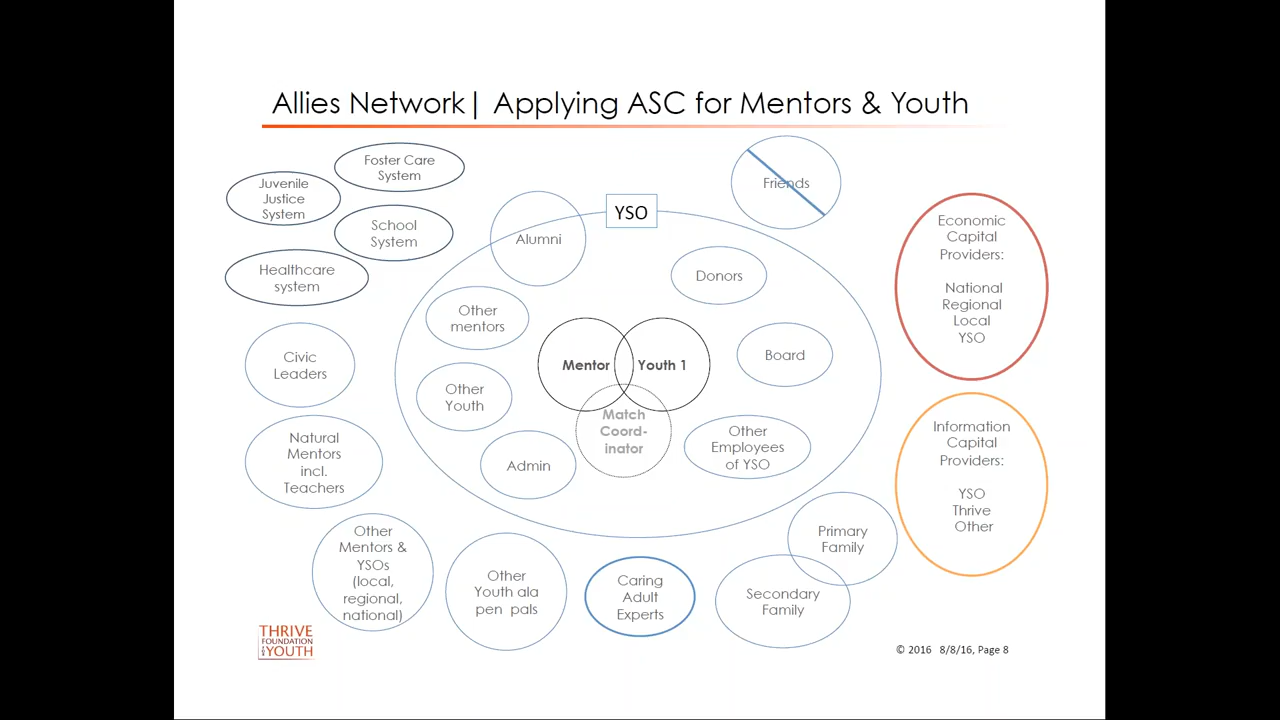 Allies Network| Applying ASC for Mentors & Youth
Foster Care
System
Juvenile
Justice
System
School
System
Healthcare
system
Civic
Leaders
Natural
Mentors
incl.
Teachers
Other
Mentors &
YSOs
(local,
regional,
national)
Other
Youth ala
pen pals
Caring
Adult
Experts
Secondary
Family
Primary
Family
YSO
Alumni
Donors
Other
mentors
Other
Youth
Admin
Mentor
Youth 1
Match
Coord-
inator
Board
Other
Employees
of YSO
Friends
Economic
Capital
Providers:
National
Regional
Local
YSO
Information
Capital
Providers:
YSO
Thrive
Other
THRIVE
FOUNDATION
FOR YOUTH
© 2016 8/8/16, Page 8